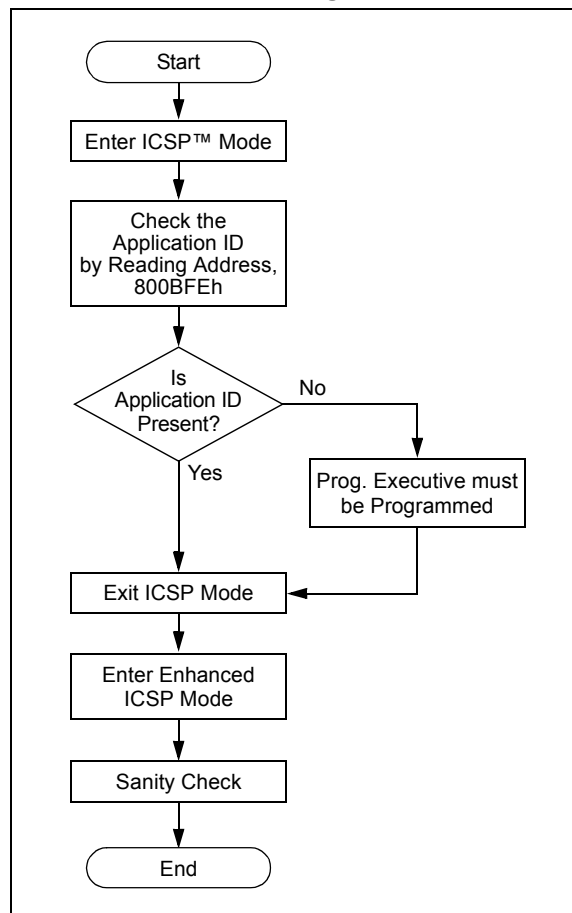 Start
Enter ICSP™ Mode
Check the
Application ID
by Reading Address,
800BFEh
Is
Application ID
Present?
No
Yes
Prog. Executive must
be Programmed
Exit ICSP Mode
Enter Enhanced
ICSP Mode
Sanity Check
End